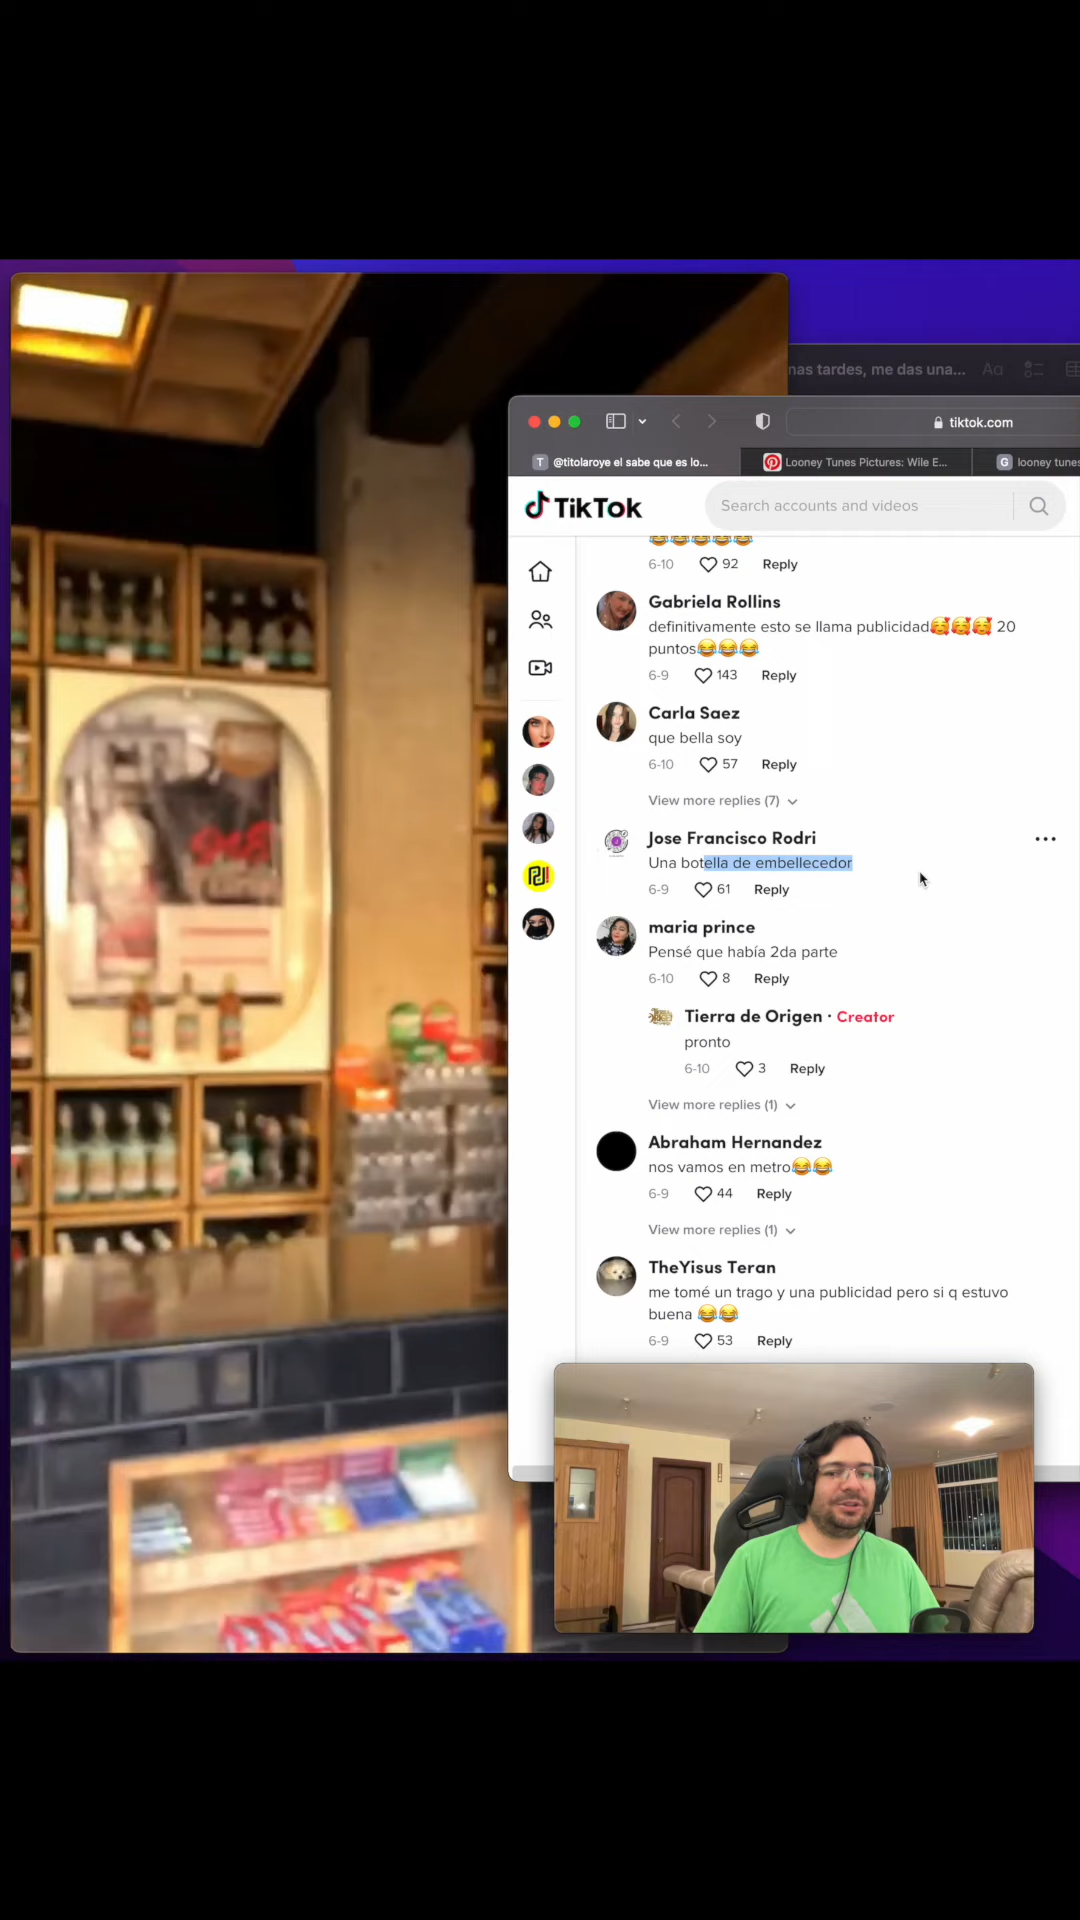 nas tardes, me das una...
Aa
tiktok.com
T @titolaroye el sabe que es lo...
Looney Tunes Pictures: Wile E...
G looney tunes
TikTok
Search accounts and videos
😂😂😂😂😂
6-10 92 Reply
Gabriela Rollins
definitivamente esto se llama publicidad🥰🥰🥰 20
puntos😂😂😂
6-9 143 Reply
Carla Saez
que bella soy
6-10 57 Reply
View more replies (7)
Jose Francisco Rodri
Una botella de embellecedor
6-9 61 Reply
maria prince
Pensé que había 2da parte
6-10 8 Reply
Tierra de Origen · Creator
pronto
6-10 3 Reply
View more replies (1)
Abraham Hernandez
nos vamos en metro😂😂
6-9 44 Reply
View more replies (1)
TheYisus Teran
me tomé un trago y una publicidad pero si q estuvo
buena 😂😂
6-9 53 Reply